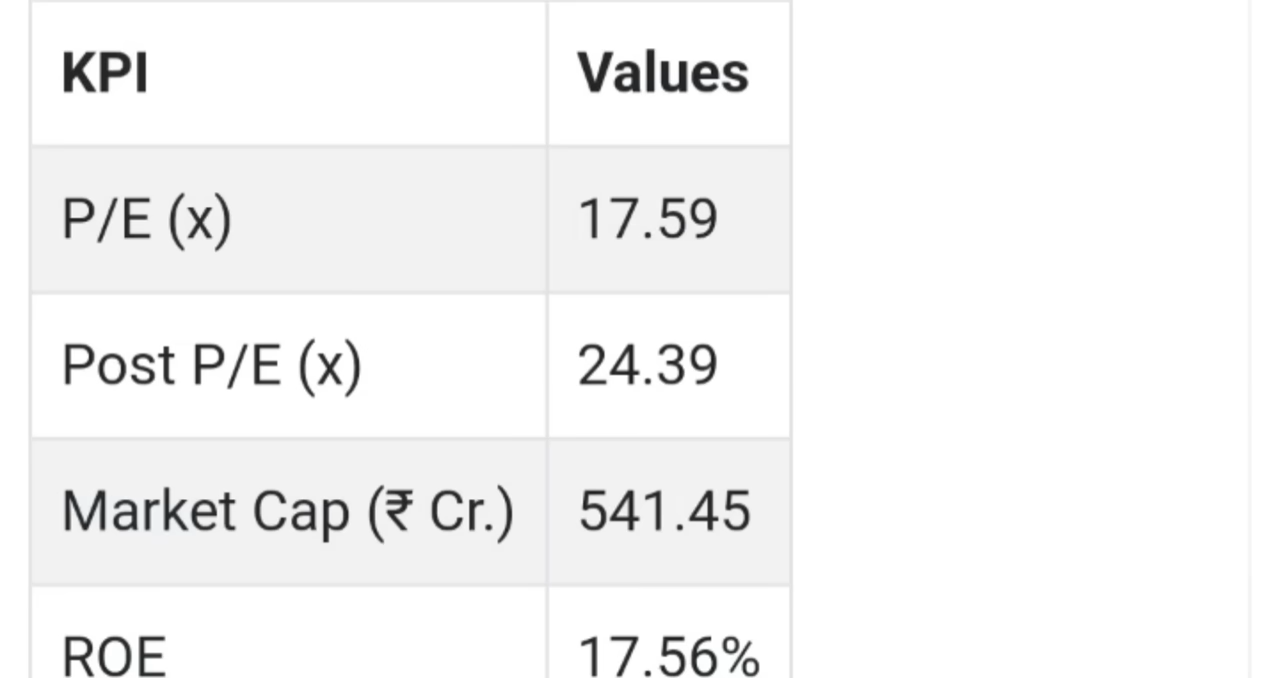 KPI Values
P/E (x) 17.59
Post P/E (x) 24.39
Market Cap (₹ Cr.) 541.45
ROE 17.56%